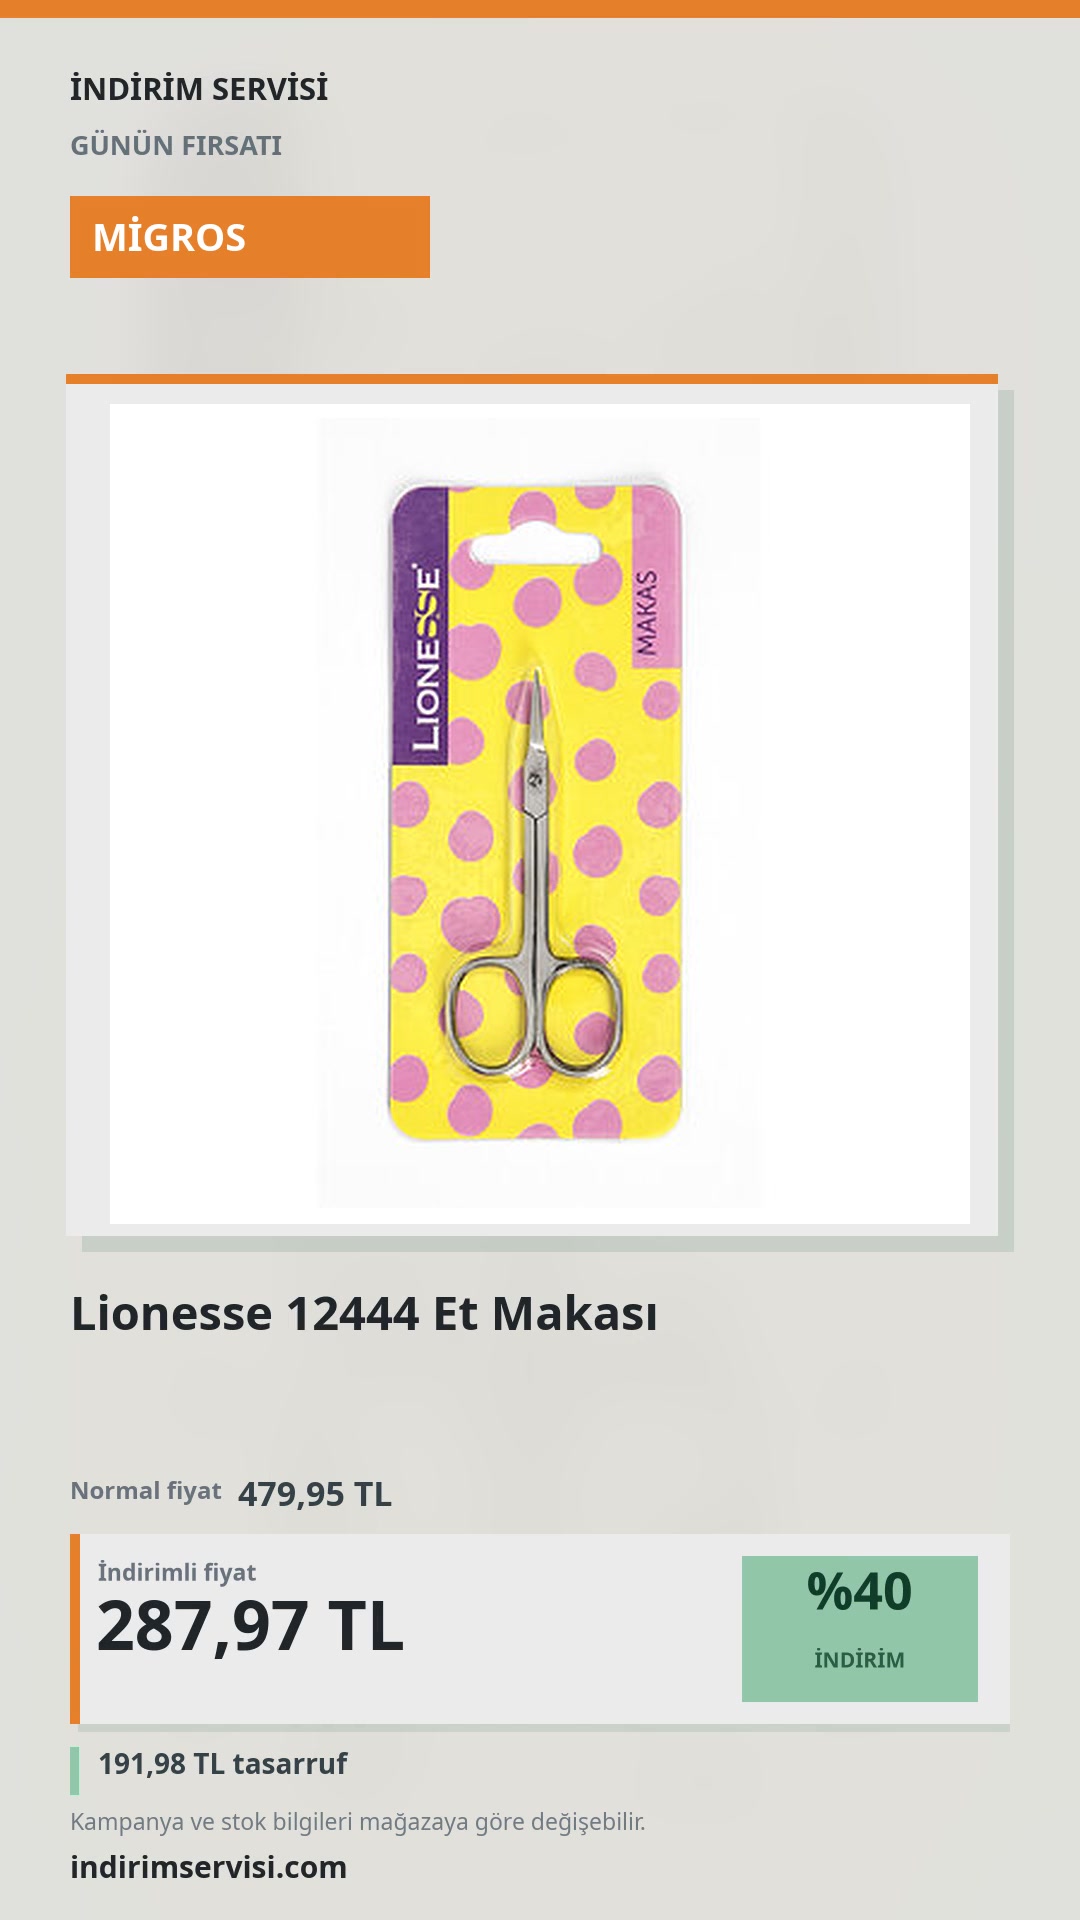 İNDİRİM SERVİSİ
GÜNÜN FIRSATI
MİGROS
LIONESSE
MAKAS
Lionesse 12444 Et Makası
Normal fiyat 479,95 TL
İndirimli fiyat
287,97 TL
%40
İNDİRİM
191,98 TL tasarruf
Kampanya ve stok bilgileri mağazaya göre değişebilir.
indirimservisi.com